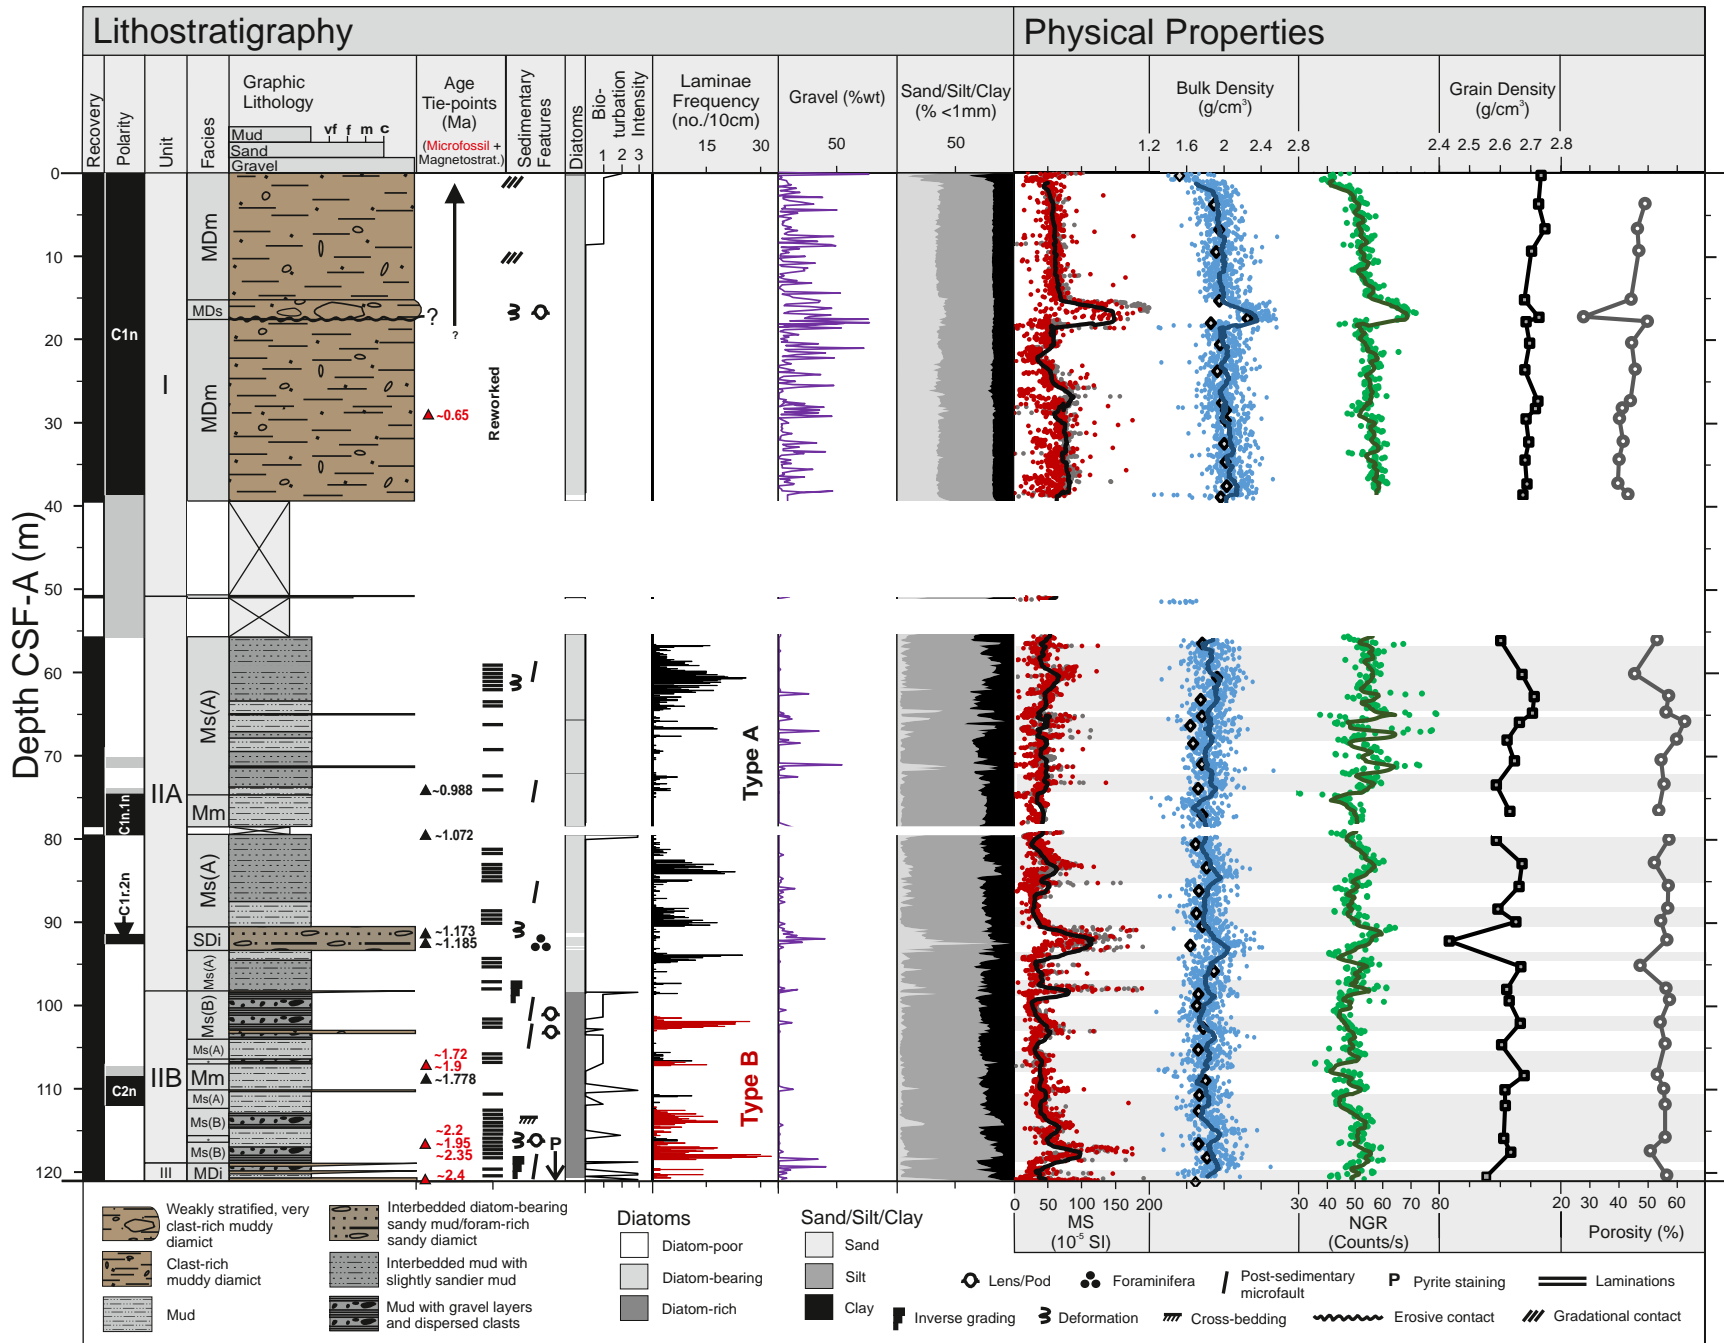 Lithostratigraphy
Physical Properties
Recovery
Polarity
Unit
Facies
Graphic
Lithology
Mud
Sand
Gravel
vf f m c
Age
Tie-points
(Ma)
(Microfossil +
Magnetostrat.)
Sedimentary
Features
Diatoms
Bio-
turbation
Intensity
1 2 3
Laminae
Frequency
(no./10cm)
15 30
Gravel (%wt)
50
Sand/Silt/Clay
(% <1mm)
50
Bulk Density
(g/cm³)
1.2 1.6 2 2.4 2.8
Grain Density
(g/cm³)
2.4 2.5 2.6 2.7 2.8
Depth CSF-A (m)
0
10
20
30
40
50
60
70
80
90
100
110
120
C1n
C1n.1n
C1r.2n
C2n
I
IIA
IIB
III
MDm
MDs
MDm
Ms(A)
Mm
Ms(A)
SDi
Ms(A)
Ms(B)
Ms(A)
Mm
Ms(A)
Ms(B)
Ms(B)
MDi
?
?
~0.65
~0.988
~1.072
~1.173
~1.185
~1.72
~1.9
~1.778
~2.2
~1.95
~2.35
~2.4
Reworked
P
Type A
Type B
0 50 100 150 200
MS
(10⁻⁵ SI)
30 40 50 60 70 80
NGR
(Counts/s)
20 30 40 50 60
Porosity (%)
Weakly stratified, very
clast-rich muddy
diamict
Clast-rich
muddy diamict
Mud
Interbedded diatom-bearing
sandy mud/foram-rich
sandy diamict
Interbedded mud with
slightly sandier mud
Mud with gravel layers
and dispersed clasts
Diatoms
Diatom-poor
Diatom-bearing
Diatom-rich
Sand/Silt/Clay
Sand
Silt
Clay
Lens/Pod
Foraminifera
Post-sedimentary
microfault
P Pyrite staining
Laminations
Inverse grading
Deformation
Cross-bedding
Erosive contact
Gradational contact